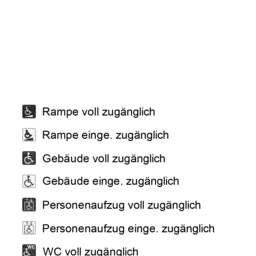 Rampe voll zugänglich
Rampe einge. zugänglich
Gebäude voll zugänglich
Gebäude einge. zugänglich
Personenaufzug voll zugänglich
Personenaufzug einge. zugänglich
WC voll zugänglich